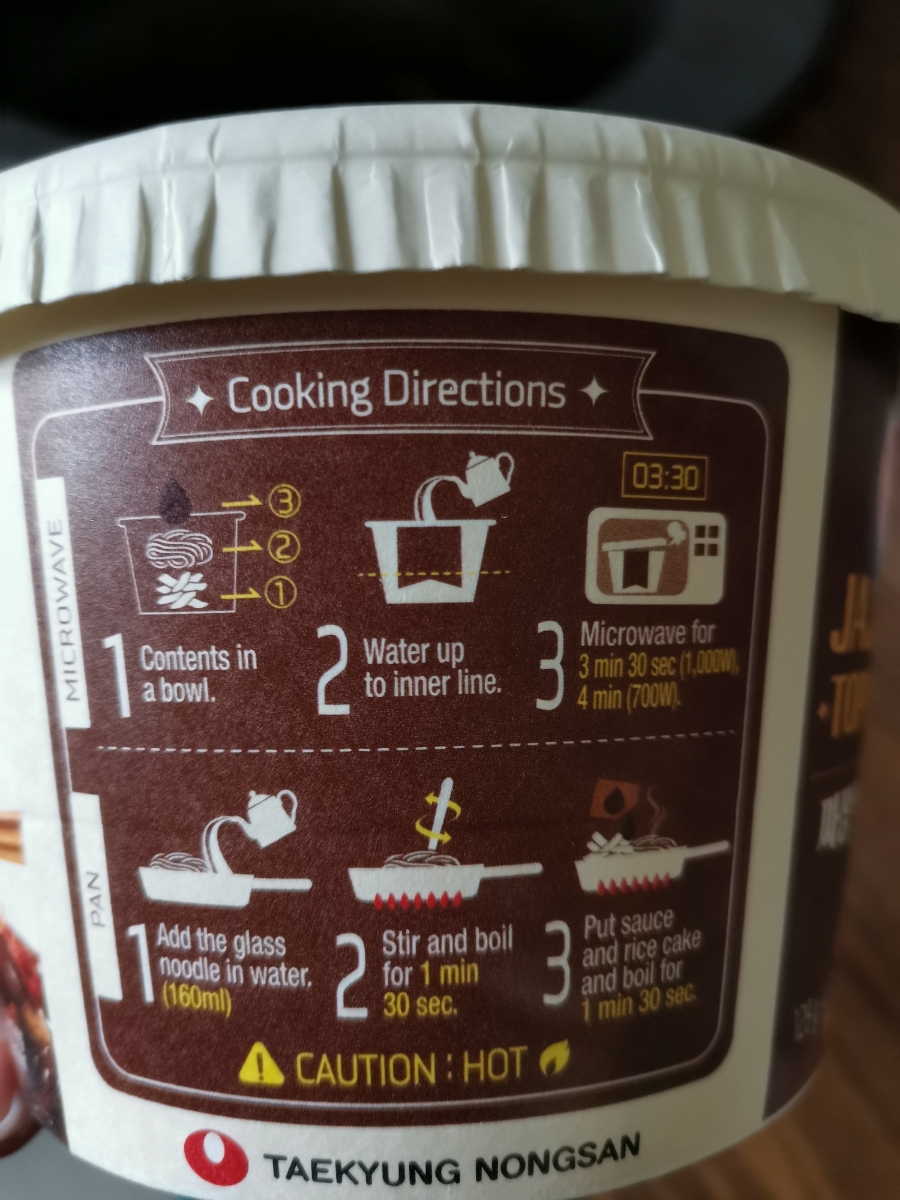 Cooking Directions
MICROWAVE
③
②
①
03:30
1 Contents in
a bowl.
2 Water up
to inner line.
3 Microwave for
3 min 30 sec (1,000W),
4 min (700W).
PAN
1 Add the glass
noodle in water.
(160ml)
2 Stir and boil
for 1 min
30 sec.
3 Put sauce
and rice cake
and boil for
1 min 30 sec.
CAUTION : HOT
TAEKYUNG NONGSAN